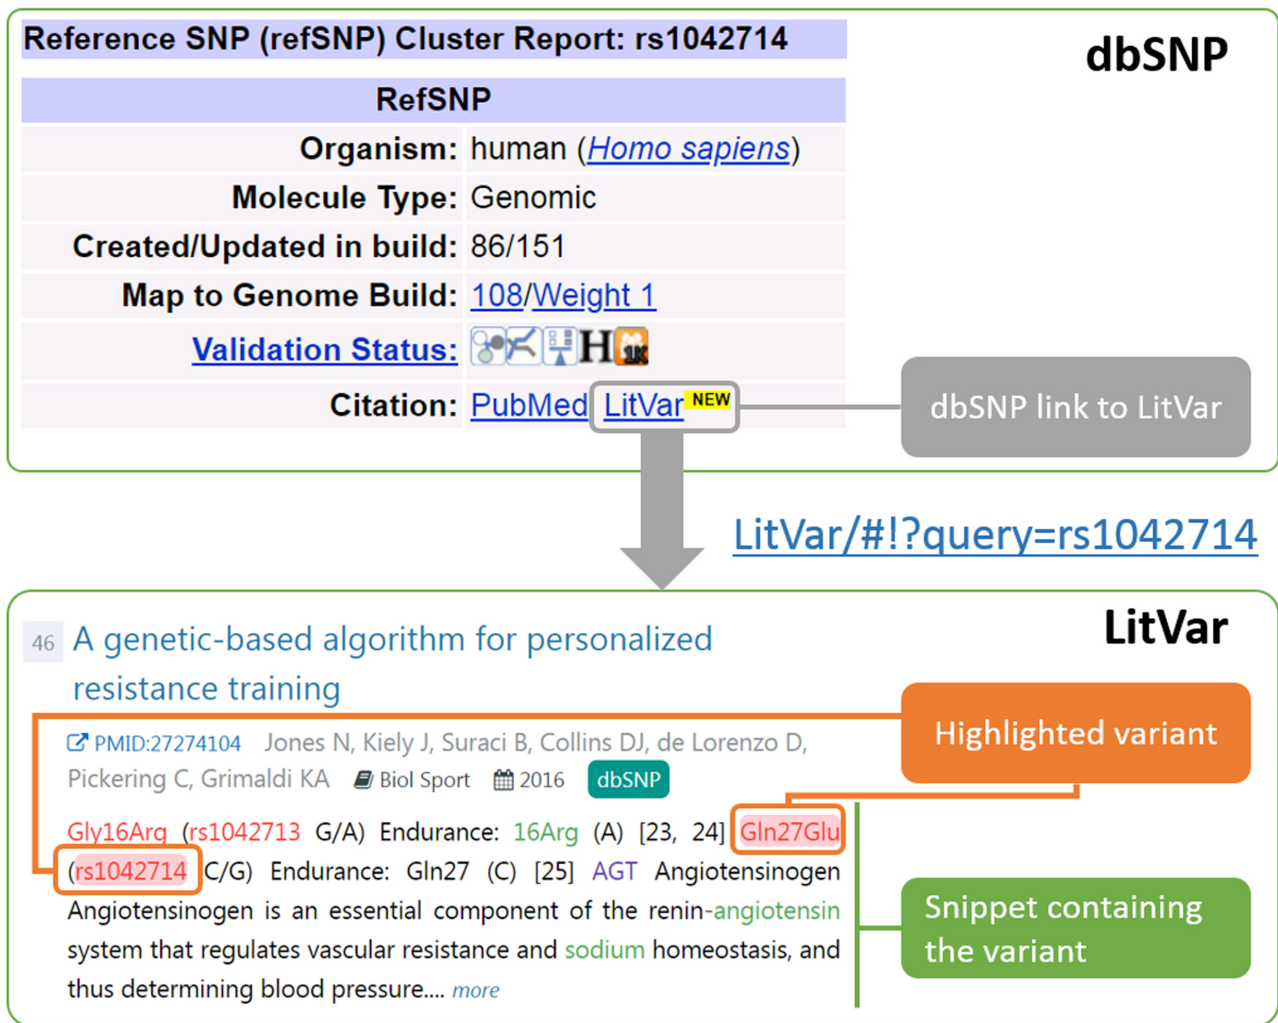 Reference SNP (refSNP) Cluster Report: rs1042714
dbSNP
RefSNP
Organism: human (Homo sapiens)
Molecule Type: Genomic
Created/Updated in build: 86/151
Map to Genome Build: 108/Weight 1
Validation Status: H 1K
Citation: PubMed LitVar NEW
dbSNP link to LitVar
LitVar/#!?query=rs1042714
LitVar
46 A genetic-based algorithm for personalized
resistance training
Highlighted variant
PMID:27274104 Jones N, Kiely J, Suraci B, Collins DJ, de Lorenzo D,
Pickering C, Grimaldi KA Biol Sport 2016 dbSNP
Gly16Arg (rs1042713 G/A) Endurance: 16Arg (A) [23, 24] Gln27Glu
(rs1042714 C/G) Endurance: Gln27 (C) [25] AGT Angiotensinogen
Angiotensinogen is an essential component of the renin-angiotensin
system that regulates vascular resistance and sodium homeostasis, and
thus determining blood pressure.... more
Snippet containing
the variant